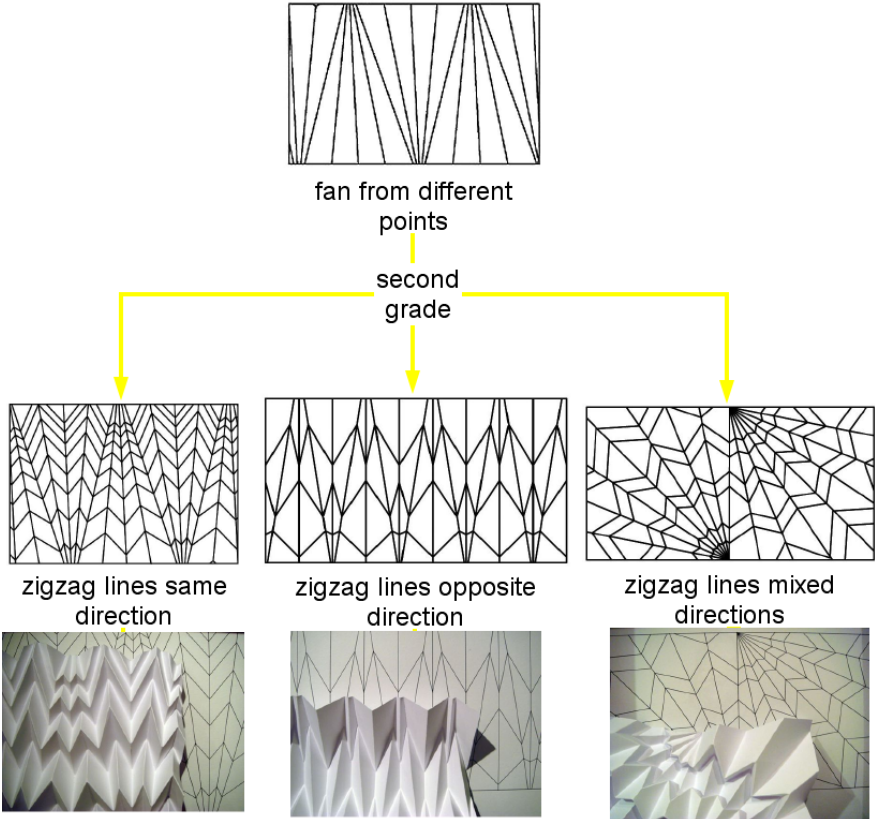 fan from different
points
second
grade
zigzag lines same
direction
zigzag lines opposite
direction
zigzag lines mixed
directions